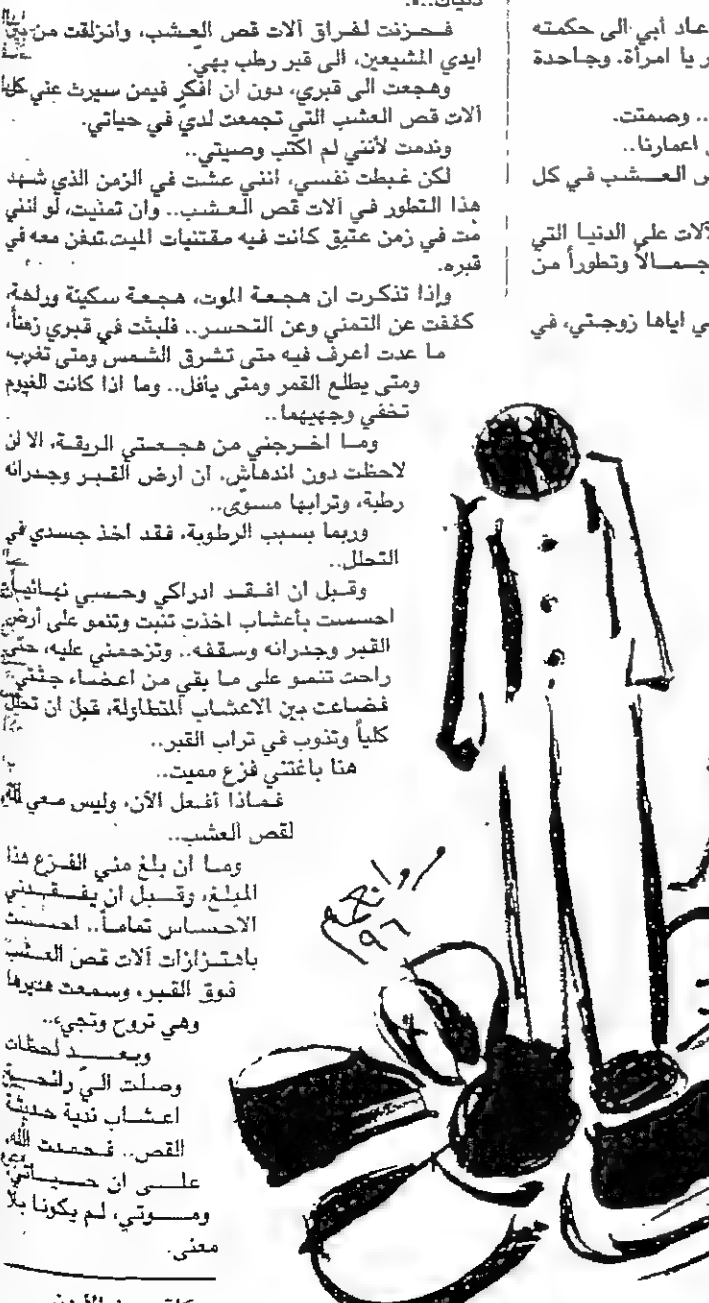 عاد أبي الى حكمته
يا امرأة. وجاحدة
.. وصمتت.
اعمارنا..
العشب في كل
آلات على الدنيا التي
جمالاً وتطوراً من
اياها زوجتي، في
دنياك..».
فحزنت لفراق آلات قص العشب، وانزلقت من بين
ايدي المشيعين، الى قبر رطب بهي.
وهجعت الى قبري، دون ان افكر فيمن سيرث عني كل
آلات قص العشب التي تجمعت لدي في حياتي.
وندمت لأنني لم اكتب وصيتي..
لكن غبطت نفسي، انني عشت في الزمن الذي شهد
هذا التطور في آلات قص العشب.. وان تمنيت، لو انني
مت في زمن عتيق كانت فيه مقتنيات الميت تدفن معه في
قبره.
وإذا تذكرت ان هجعة الموت، هجعة سكينة وراحة،
كففت عن التمني وعن التحسر.. فلبثت في قبري زمناً،
ما عدت اعرف فيه متى تشرق الشمس ومتى تغرب،
ومتى يطلع القمر ومتى يأفل.. وما اذا كانت الغيوم
تخفي وجهيهما..
وما اخرجني من هجعتي الريقة، الا ان
لاحظت دون اندهاش، ان ارض القبر وجدرانه
رطبة، وترابها مسوّى..
وربما بسبب الرطوبة، فقد اخذ جسدي في
التحلل..
وقبل ان افقد ادراكي وحسبي نهائياً،
احسست بأعشاب اخذت تنبت وتنمو على أرض
القبر وجدرانه وسقفه.. وتزحمني عليه، حتى
راحت تنمو على ما بقي من اعضاء جثتي،
فضاعت بين الاعشاب المتطاولة، قبل ان تحلل
كلياً وتذوب في تراب القبر..
هنا باغتني فزع مميت..
فماذا أفعل الآن، وليس معي آلة
لقص العشب..
وما ان بلغ مني الفزع هذا
المبلغ، وقبل ان يفقدني
الاحساس تماماً.. احسست
باهتزازات آلات قص العشب
فوق القبر، وسمعت هديرها
وهي تروح وتجيء..
وبعد لحظات
وصلت اليّ رائحة
اعشاب ندية حديثة
القص.. فحمدت الله،
على ان حياتي،
وموتي، لم يكونا بلا
معنى.
٩٦